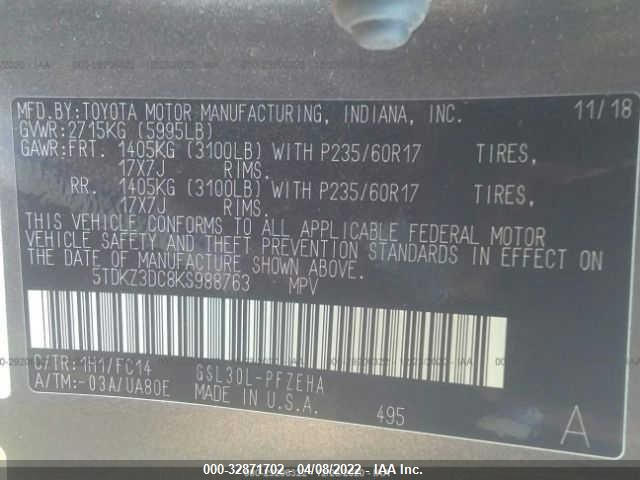 MFD.BY:TOYOTA MOTOR MANUFACTURING, INDIANA, INC. 11/18
GVWR:2715KG (5995LB)
GAWR:FRT. 1405KG (3100LB) WITH P235/60R17 TIRES,
17X7J RIMS.
RR. 1405KG (3100LB) WITH P235/60R17 TIRES,
17X7J RIMS.
THIS VEHICLE CONFORMS TO ALL APPLICABLE FEDERAL MOTOR
VEHICLE SAFETY AND THEFT PREVENTION STANDARDS IN EFFECT ON
THE DATE OF MANUFACTURE SHOWN ABOVE.
5TDKZ3DC8KS988763 MPV
C/TR:1H1/FC14 GSL30L-PFZEHA
A/TM:-03A/UA80E MADE IN U.S.A. 495 A
000-32871702 - 04/08/2022 - IAA Inc.